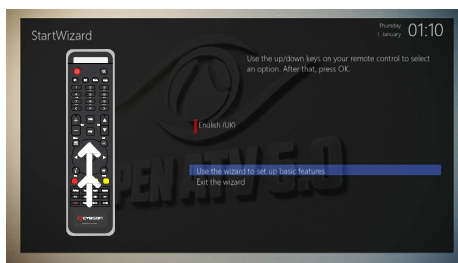 StartWizard
Thursday
1. January
01:10
Use the up/down keys on your remote control to select
an option. After that, press OK.
English (UK)
Use the wizard to set up basic features
Exit the wizard
OPEN ATV 6.0
octagon